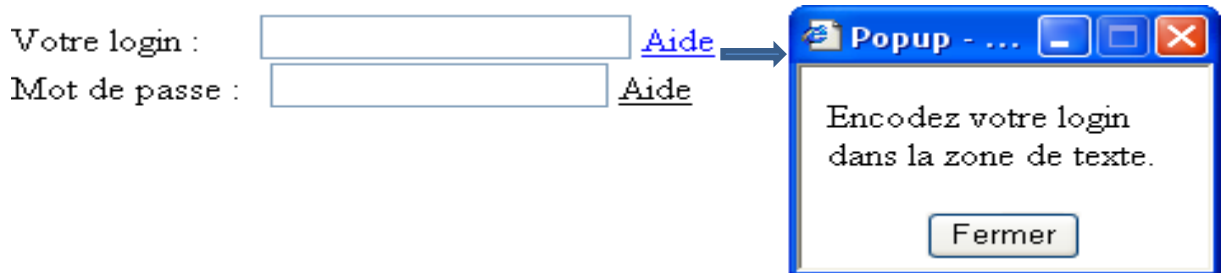 Votre login : Aide
Mot de passe : Aide
Popup - ...
Encodez votre login
dans la zone de texte.
Fermer